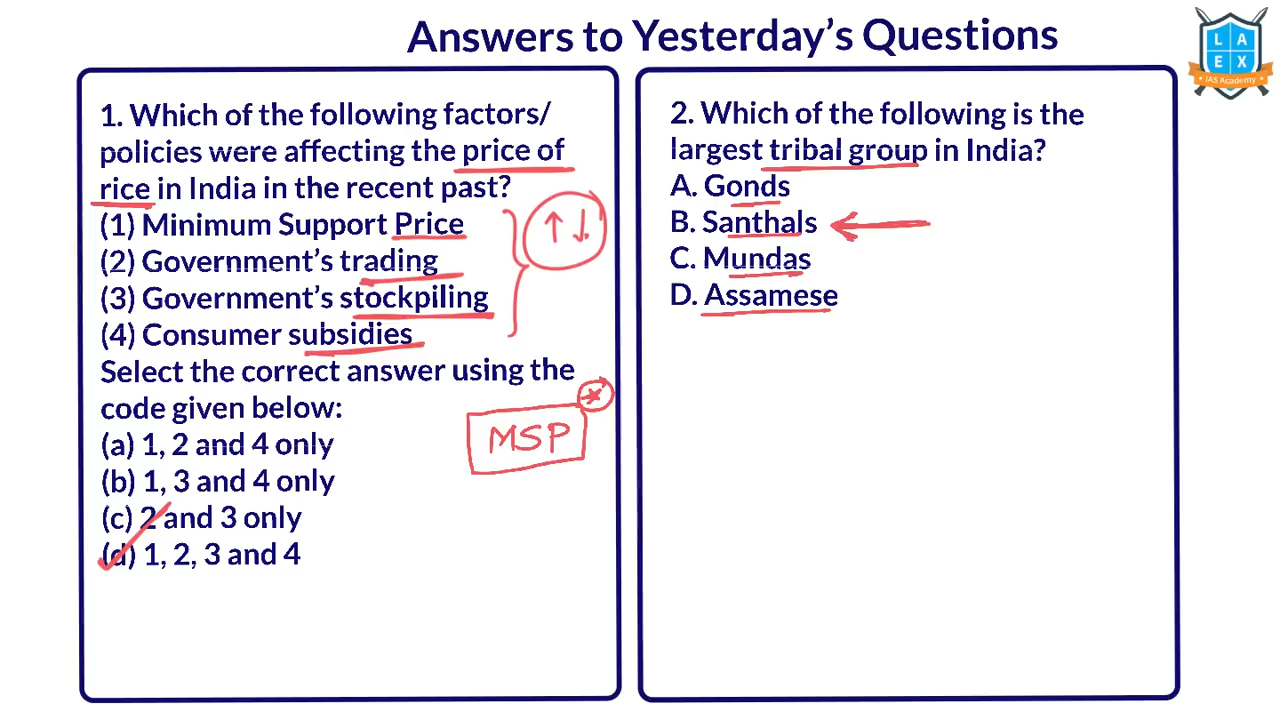 Answers to Yesterday's Questions
L A
E X
IAS Academy
1. Which of the following factors/
policies were affecting the price of
rice in India in the recent past?
(1) Minimum Support Price
(2) Government's trading
(3) Government's stockpiling
(4) Consumer subsidies
Select the correct answer using the
code given below:
MSP
(a) 1, 2 and 4 only
(b) 1, 3 and 4 only
(c) 2 and 3 only
(d) 1, 2, 3 and 4
2. Which of the following is the
largest tribal group in India?
A. Gonds
B. Santhals
C. Mundas
D. Assamese